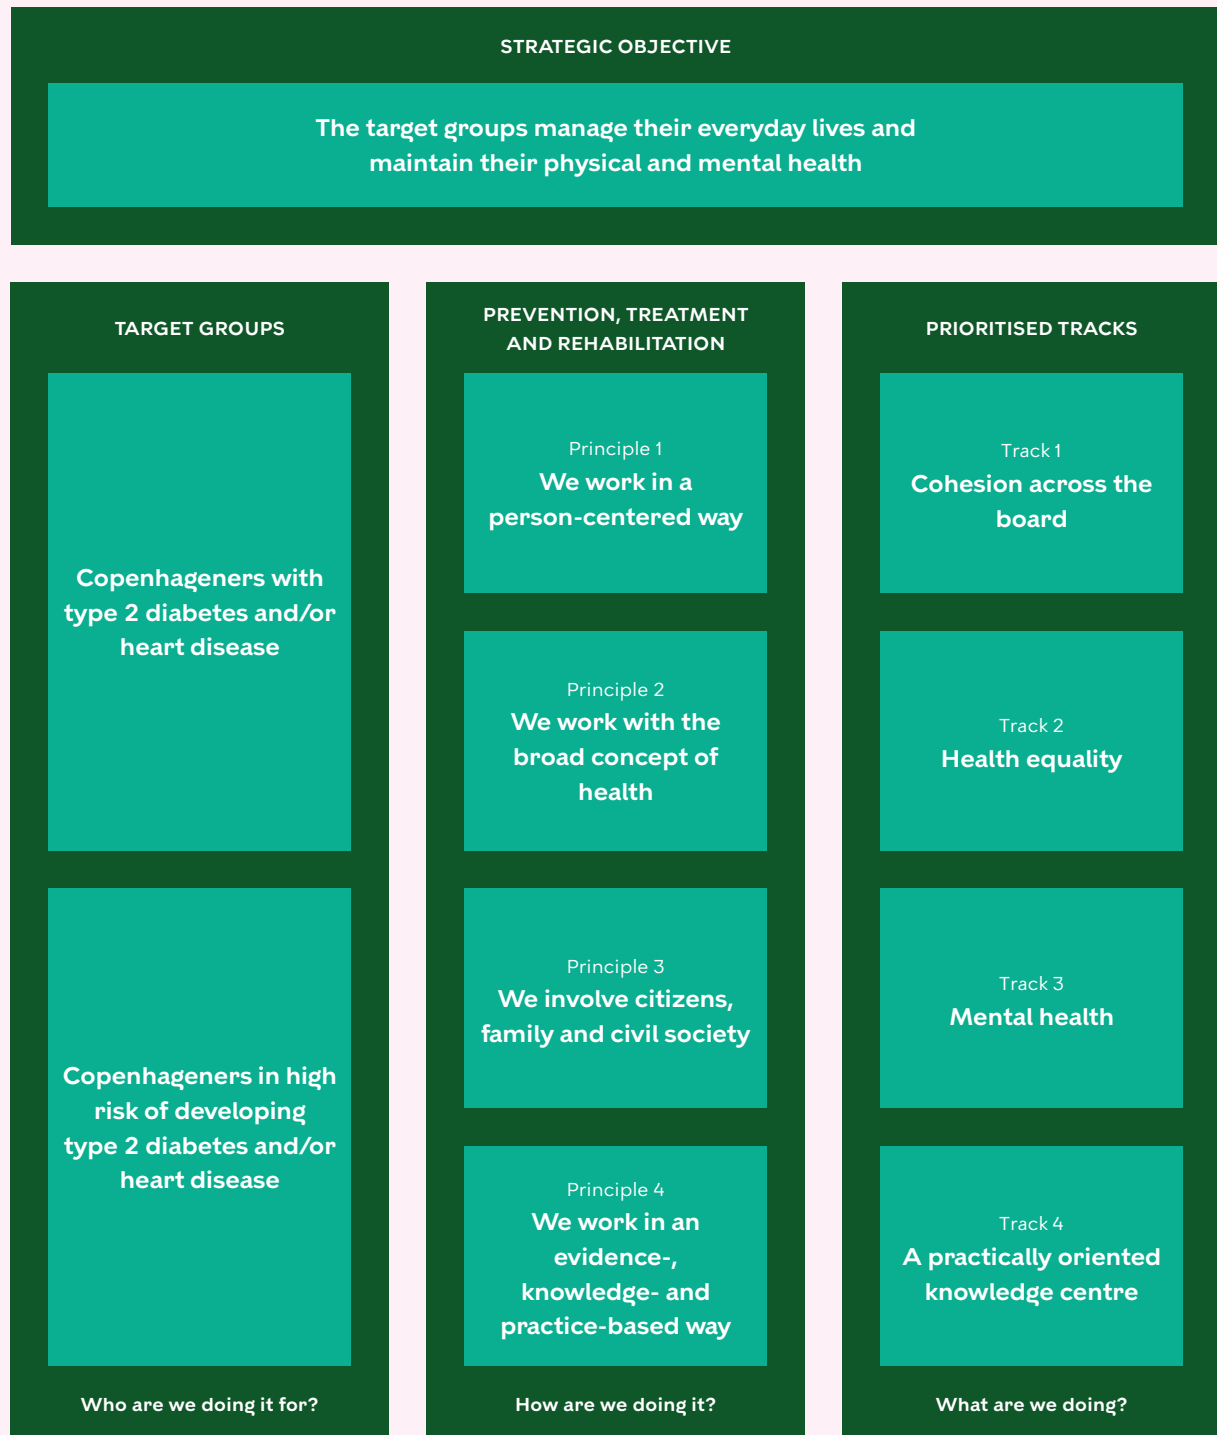 STRATEGIC OBJECTIVE
The target groups manage their everyday lives and
maintain their physical and mental health
TARGET GROUPS
Copenhageners with
type 2 diabetes and/or
heart disease
Copenhageners in high
risk of developing
type 2 diabetes and/or
heart disease
Who are we doing it for?
PREVENTION, TREATMENT
AND REHABILITATION
Principle 1
We work in a
person-centered way
Principle 2
We work with the
broad concept of
health
Principle 3
We involve citizens,
family and civil society
Principle 4
We work in an
evidence-,
knowledge- and
practice-based way
How are we doing it?
PRIORITISED TRACKS
Track 1
Cohesion across the
board
Track 2
Health equality
Track 3
Mental health
Track 4
A practically oriented
knowledge centre
What are we doing?